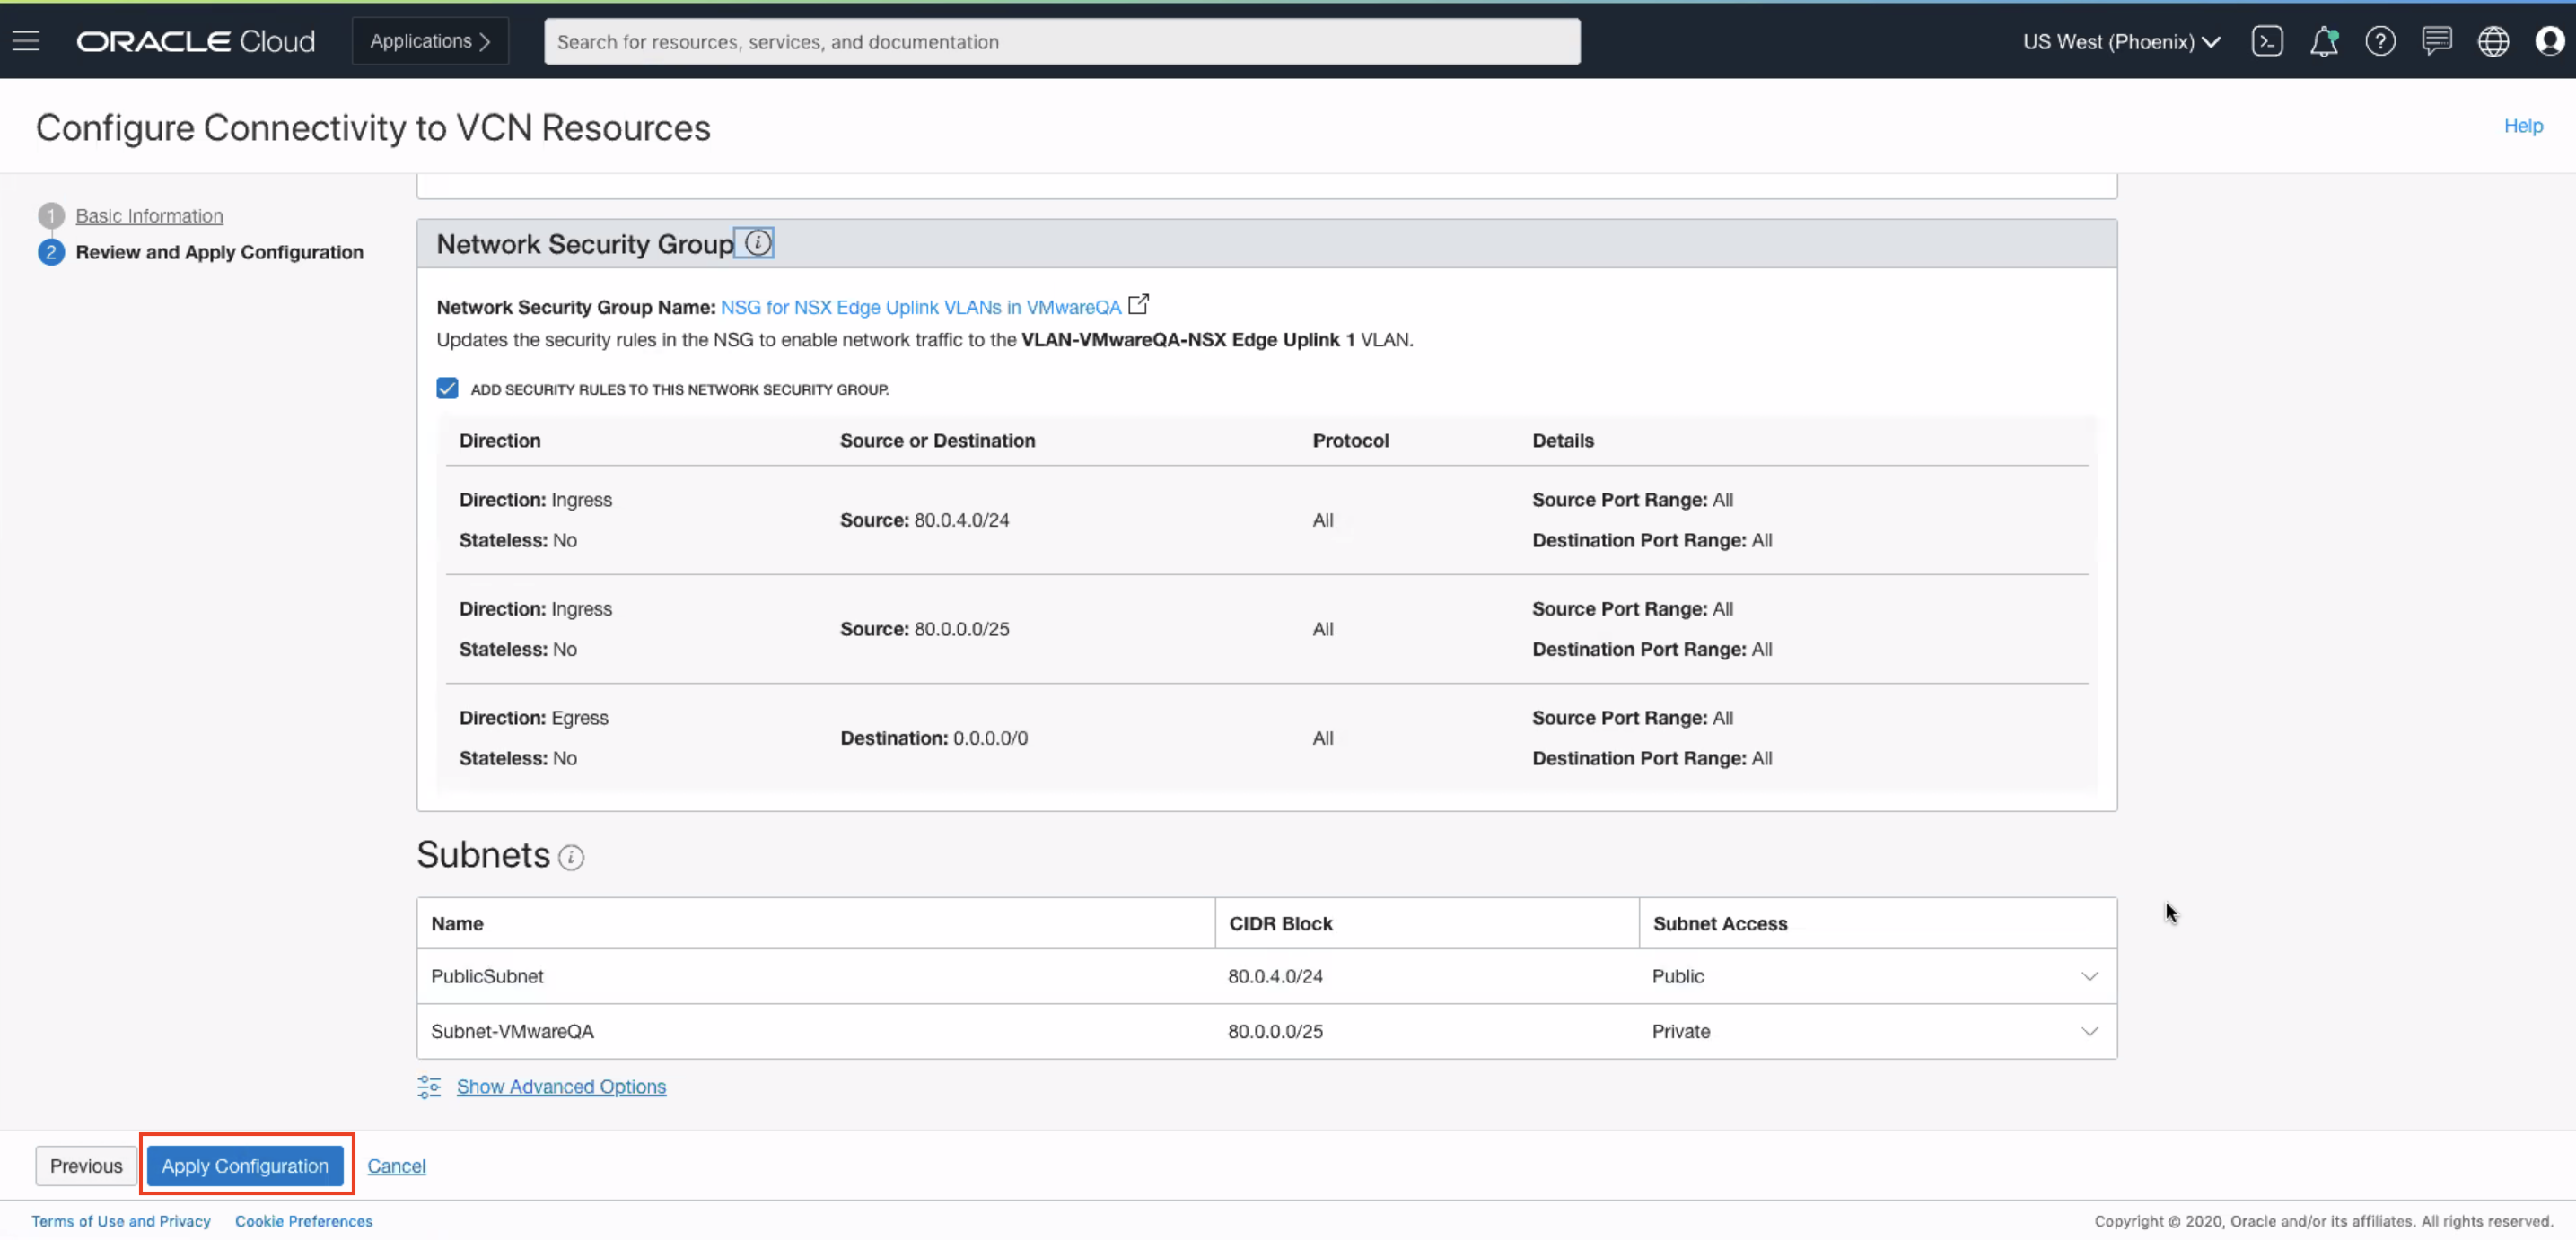 ORACLE Cloud
Applications
Search for resources, services, and documentation
US West (Phoenix)
Configure Connectivity to VCN Resources
Help
1 Basic Information
2 Review and Apply Configuration
Network Security Group
Network Security Group Name: NSG for NSX Edge Uplink VLANs in VMwareQA
Updates the security rules in the NSG to enable network traffic to the VLAN-VMwareQA-NSX Edge Uplink 1 VLAN.
ADD SECURITY RULES TO THIS NETWORK SECURITY GROUP.
Direction Source or Destination Protocol Details
Direction: Ingress
Stateless: No
Source: 80.0.4.0/24
All
Source Port Range: All
Destination Port Range: All
Direction: Ingress
Stateless: No
Source: 80.0.0.0/25
All
Source Port Range: All
Destination Port Range: All
Direction: Egress
Stateless: No
Destination: 0.0.0.0/0
All
Source Port Range: All
Destination Port Range: All
Subnets
Name CIDR Block Subnet Access
PublicSubnet 80.0.4.0/24 Public
Subnet-VMwareQA 80.0.0.0/25 Private
Show Advanced Options
Previous Apply Configuration Cancel
Terms of Use and Privacy Cookie Preferences
Copyright © 2020, Oracle and/or its affiliates. All rights reserved.